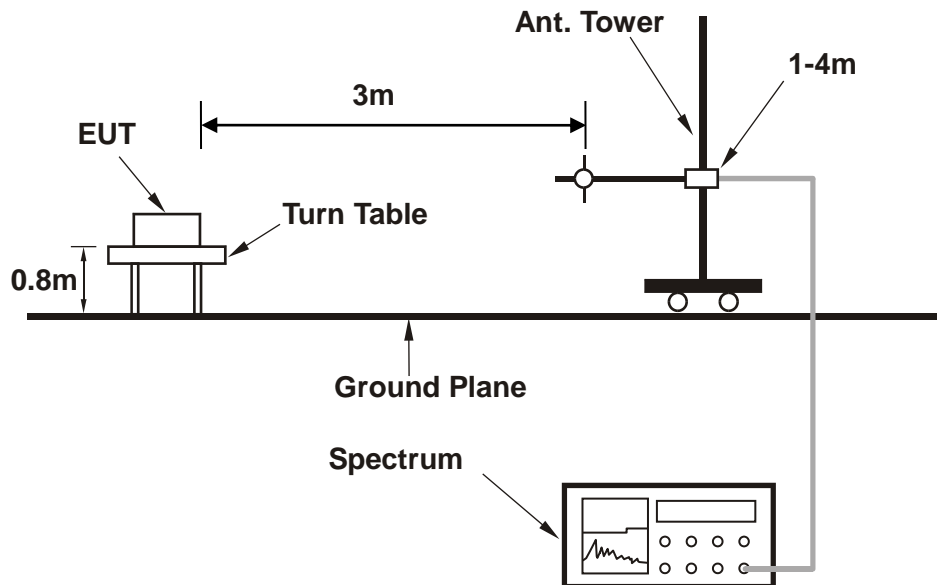 Ant. Tower
1-4m
3m
EUT
Turn Table
0.8m
Ground Plane
Spectrum